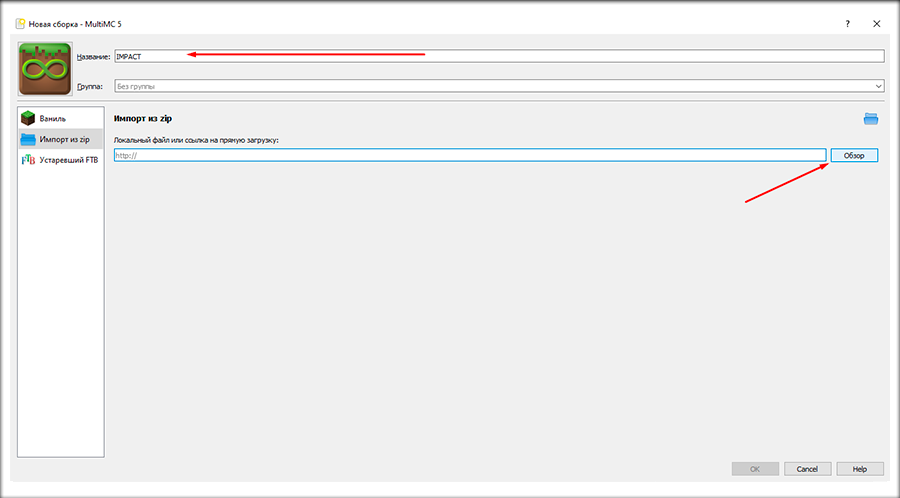 Новая сборка - MultiMC 5
?
Название: IMPACT
Группа: Без группы
Ваниль
Импорт из zip
FTB Устаревший FTB
Импорт из zip
Локальный файл или ссылка на прямую загрузку:
http:// Обзор
OK Cancel Help